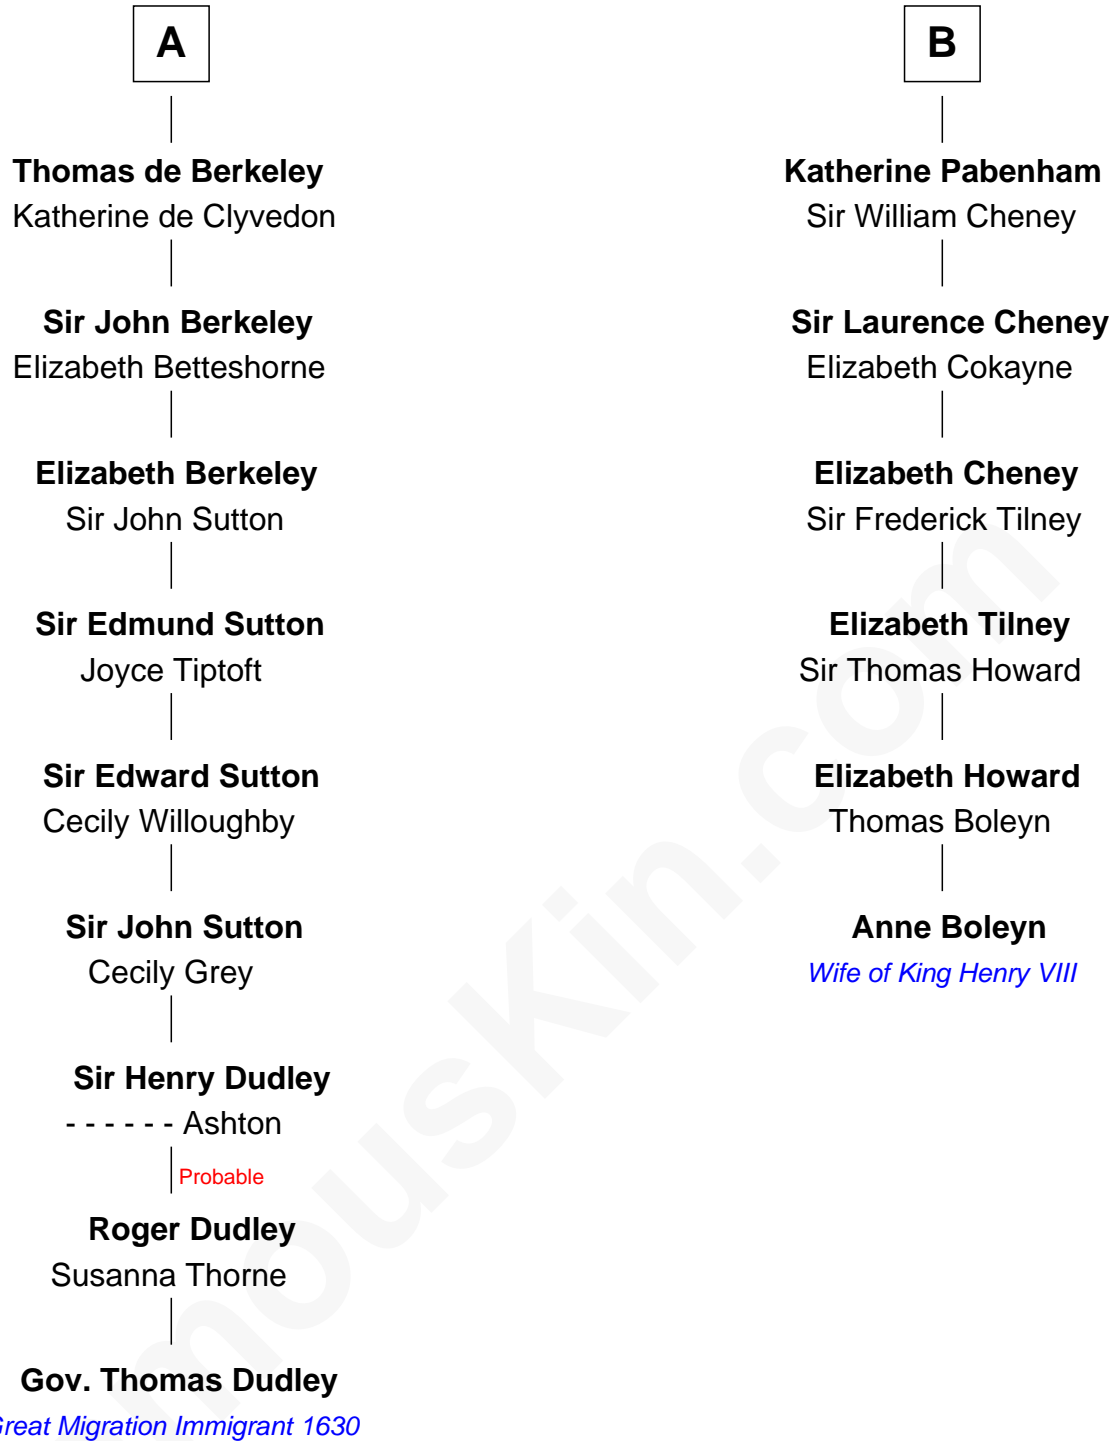 A
Thomas de Berkeley
Katherine de Clyvedon
Sir John Berkeley
Elizabeth Betteshorne
Elizabeth Berkeley
Sir John Sutton
Sir Edmund Sutton
Joyce Tiptoft
Sir Edward Sutton
Cecily Willoughby
Sir John Sutton
Cecily Grey
Sir Henry Dudley
- - - - - - Ashton
Probable
Roger Dudley
Susanna Thorne
Gov. Thomas Dudley
Great Migration Immigrant 1630
B
Katherine Pabenham
Sir William Cheney
Sir Laurence Cheney
Elizabeth Cokayne
Elizabeth Cheney
Sir Frederick Tilney
Elizabeth Tilney
Sir Thomas Howard
Elizabeth Howard
Thomas Boleyn
Anne Boleyn
Wife of King Henry VIII
mouskin.com